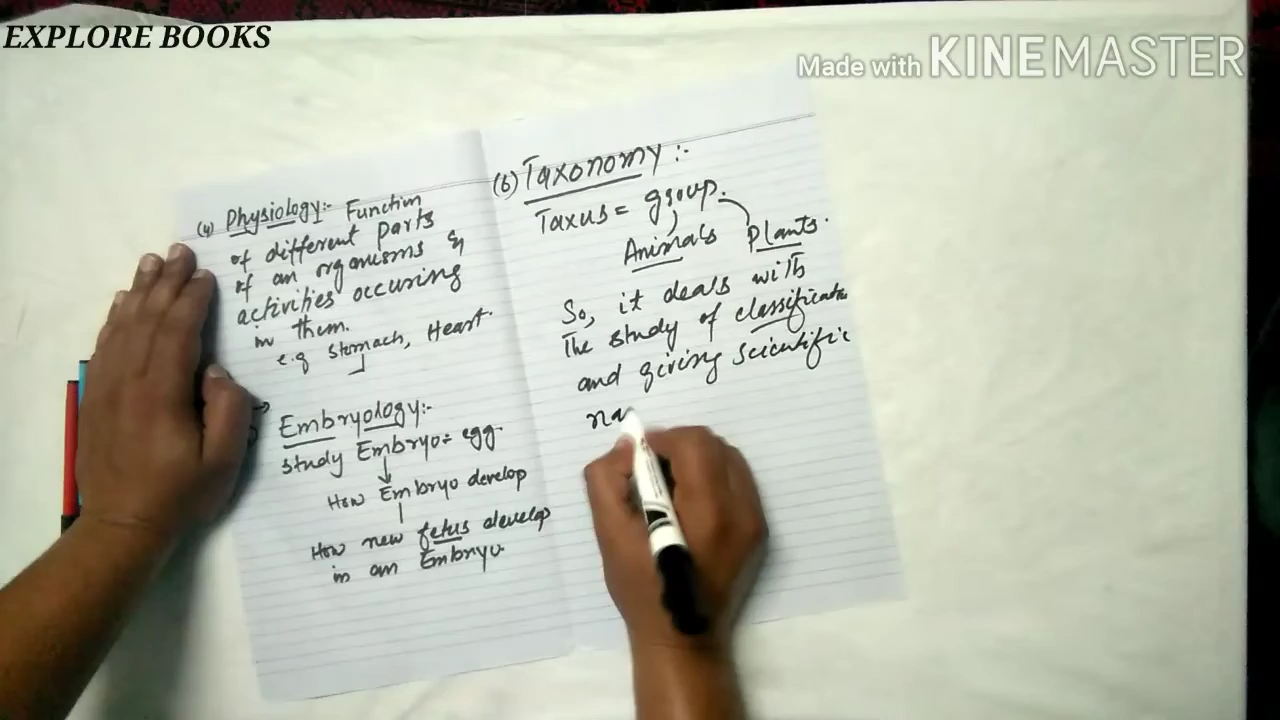 EXPLORE BOOKS
Made with KINEMASTER
(4) Physiology:- Function
of different parts
of an organisms &
activities occuring
in them.
e.g stomach, Heart.
Embryology:-
study Embryo = egg.
How Embryo develop
How new fetus develop
in an Embryo.
(6) Taxonomy:-
Taxus = group.
Animals Plants.
So, it deals with
The study of classification
and giving scientific
na